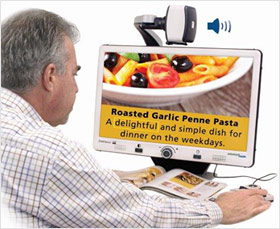 Roasted Garlic Penne Pasta
A delightful and simple dish for
dinner on the weekdays.